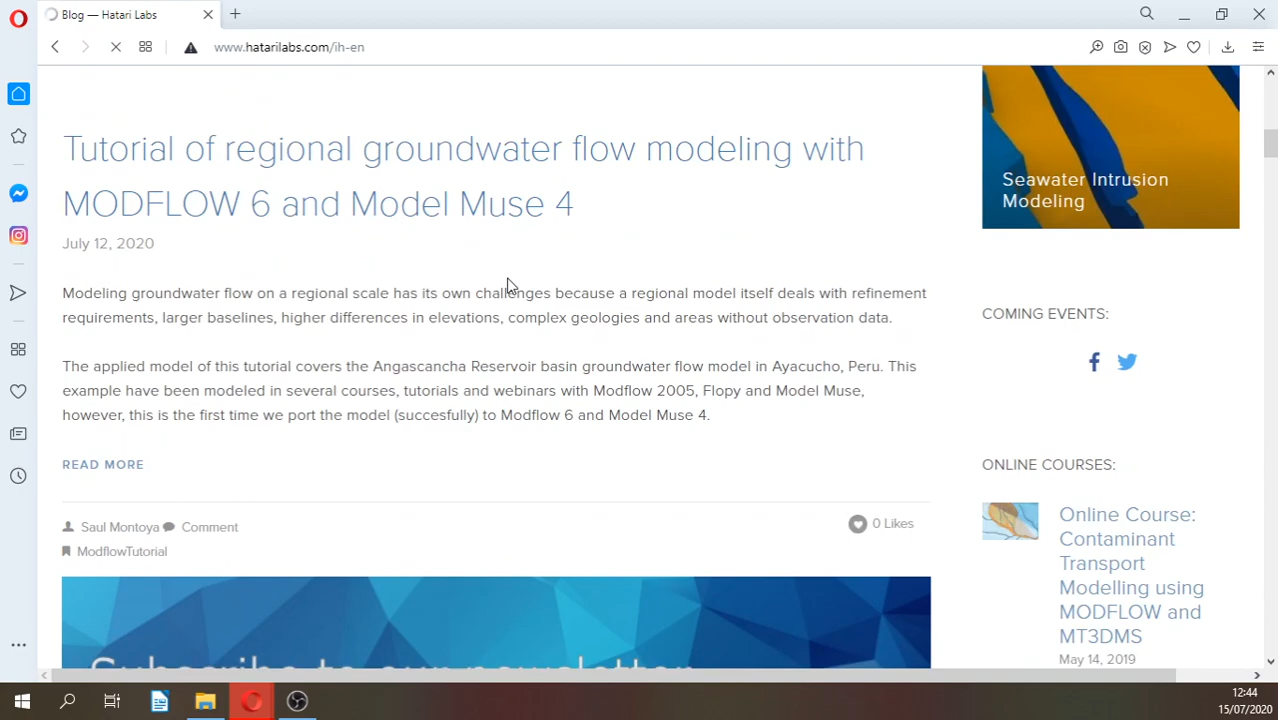 Blog — Hatari Labs
www.hatarilabs.com/ih-en
Tutorial of regional groundwater flow modeling with
MODFLOW 6 and Model Muse 4
July 12, 2020
Modeling groundwater flow on a regional scale has its own challenges because a regional model itself deals with refinement
requirements, larger baselines, higher differences in elevations, complex geologies and areas without observation data.
The applied model of this tutorial covers the Angascancha Reservoir basin groundwater flow model in Ayacucho, Peru. This
example have been modeled in several courses, tutorials and webinars with Modflow 2005, Flopy and Model Muse,
however, this is the first time we port the model (succesfully) to Modflow 6 and Model Muse 4.
READ MORE
Saul Montoya Comment
0 Likes
ModflowTutorial
Subscribe to our newsletter
Seawater Intrusion
Modeling
COMING EVENTS:
ONLINE COURSES:
Online Course:
Contaminant
Transport
Modelling using
MODFLOW and
MT3DMS
May 14, 2019
12:44
15/07/2020